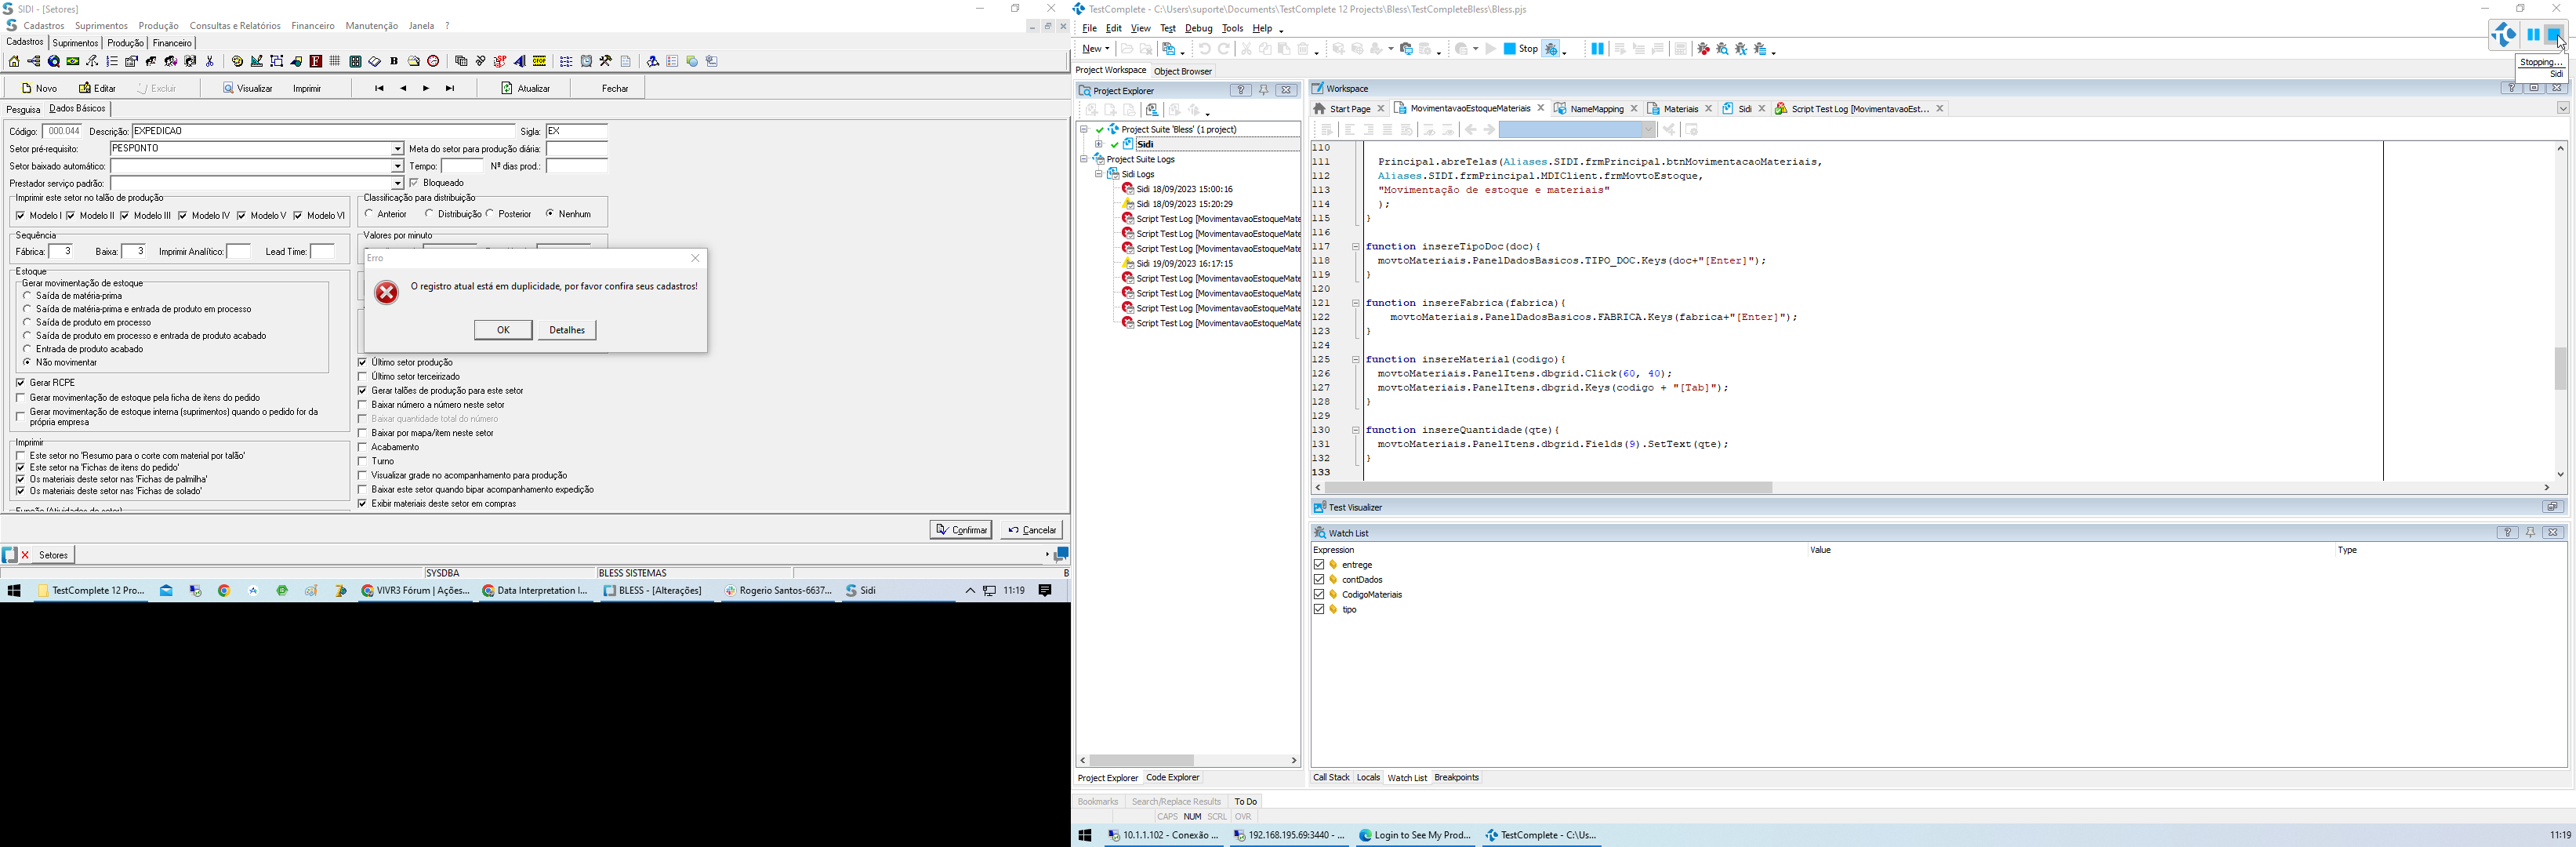 SIDI - [Setores]
Cadastros Suprimentos Produção Consultas e Relatórios Financeiro Manutenção Janela ?
Cadastros Suprimentos Produção Financeiro
Novo Editar Excluir Visualizar Imprimir Atualizar Fechar
Pesquisa Dados Básicos
Código: 000.044 Descrição: EXPEDICAO Sigla: EX
Setor pré-requisito: PESPONTO Meta do setor para produção diária:
Setor baixado automático: Tempo: Nº dias prod.:
Prestador serviço padrão: Bloqueado
Imprimir este setor no talão de produção
Modelo I Modelo II Modelo III Modelo IV Modelo V Modelo VI
Classificação para distribuição
Anterior Distribuição Posterior Nenhum
Sequência
Fábrica: 3 Baixa: 3 Imprimir Analítico: Lead Time:
Valores por minuto
Estoque
Gerar movimentação de estoque
Saída de matéria-prima
Saída de matéria-prima e entrada de produto em processo
Saída de produto em processo
Saída de produto em processo e entrada de produto acabado
Entrada de produto acabado
Não movimentar
Gerar RCPE
Gerar movimentação de estoque pela ficha de itens do pedido
Gerar movimentação de estoque interna (suprimentos) quando o pedido for da
própria empresa
Imprimir
Este setor no 'Resumo para o corte com material por talão'
Este setor na 'Fichas de itens do pedido'
Os materiais deste setor nas 'Fichas de palmilha'
Os materiais deste setor nas 'Fichas de solado'
Erro
O registro atual está em duplicidade, por favor confira seus cadastros!
OK Detalhes
Último setor produção
Último setor terceirizado
Gerar talões de produção para este setor
Baixar número a número neste setor
Baixar quantidade total do número
Baixar por mapa/item neste setor
Acabamento
Turno
Visualizar grade no acompanhamento para produção
Baixar este setor quando bipar acompanhamento expedição
Exibir materiais deste setor em compras
Confirmar Cancelar
Setores
SYSDBA BLESS SISTEMAS B
TestComplete 12 Pro... VIVR3 Fórum | Ações... Data Interpretation I... BLESS - [Alterações] Rogerio Santos-6637... Sidi 11:19
TestComplete - C:\Users\suporte\Documents\TestComplete 12 Projects\Bless\TestCompleteBless\Bless.pjs
File Edit View Test Debug Tools Help
New Stop
Stopping...
Sidi
Project Workspace Object Browser
Project Explorer
Project Suite 'Bless' (1 project)
Sidi
Project Suite Logs
Sidi Logs
Sidi 18/09/2023 15:00:16
Sidi 18/09/2023 15:20:29
Script Test Log [MovimentavaoEstoqueMate
Script Test Log [MovimentavaoEstoqueMate
Script Test Log [MovimentavaoEstoqueMate
Sidi 19/09/2023 16:17:15
Script Test Log [MovimentavaoEstoqueMate
Script Test Log [MovimentavaoEstoqueMate
Script Test Log [MovimentavaoEstoqueMate
Script Test Log [MovimentavaoEstoqueMate
Project Explorer Code Explorer
Workspace
Start Page MovimentavaoEstoqueMateriais NameMapping Materiais Sidi Script Test Log [MovimentavaoEst...
110
111 Principal.abreTelas(Aliases.SIDI.frmPrincipal.btnMovimentacaoMateriais,
112 Aliases.SIDI.frmPrincipal.MDIClient.frmMovtoEstoque,
113 "Movimentação de estoque e materiais"
114 );
115 }
116
117 function insereTipoDoc(doc){
118 movtoMateriais.PanelDadosBasicos.TIPO_DOC.Keys(doc+"[Enter]");
119 }
120
121 function insereFabrica(fabrica){
122 movtoMateriais.PanelDadosBasicos.FABRICA.Keys(fabrica+"[Enter]");
123 }
124
125 function insereMaterial(codigo){
126 movtoMateriais.PanelItens.dbgrid.Click(60, 40);
127 movtoMateriais.PanelItens.dbgrid.Keys(codigo + "[Tab]");
128 }
129
130 function insereQuantidade(qte){
131 movtoMateriais.PanelItens.dbgrid.Fields(9).SetText(qte);
132 }
133
Test Visualizer
Watch List
Expression Value Type
entrege
contDados
CodigoMateriais
tipo
Call Stack Locals Watch List Breakpoints
Bookmarks Search/Replace Results To Do
CAPS NUM SCRL OVR
10.1.1.102 - Conexão ... 192.168.195.69:3440 - ... Login to See My Prod... TestComplete - C:\Us... 11:19